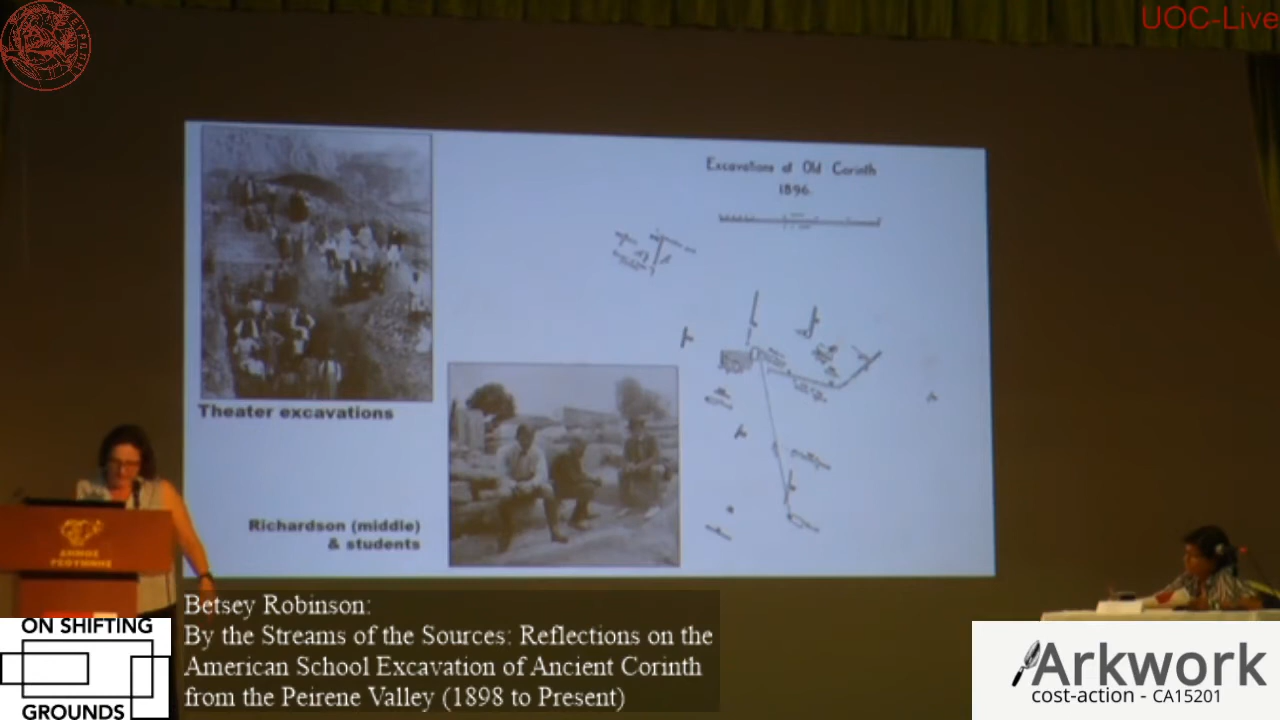 UOC-Live
Excavations at Old Corinth
1896
Theater excavations
Richardson (middle)
& students
ΔΗΜΟΣ
ΡΕΘΥΜΝΗΣ
Betsey Robinson:
By the Streams of the Sources: Reflections on the
American School Excavation of Ancient Corinth
from the Peirene Valley (1898 to Present)
ON SHIFTING
GROUNDS
Arkwork
cost-action - CA15201